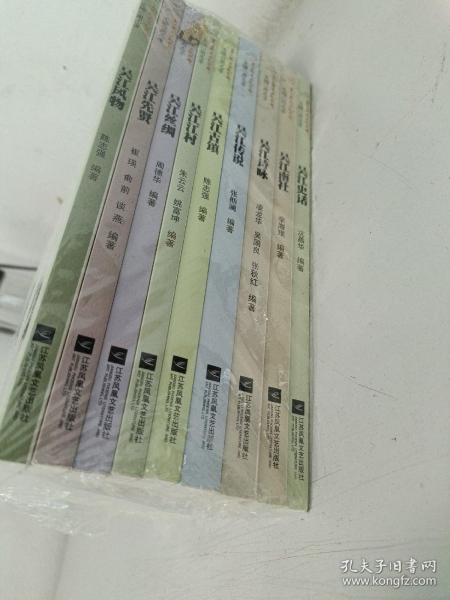 吴江风物
陈志强 编著
江苏凤凰文艺出版社
吴江先贤
崔瑛 俞前 谈燕 编著
江苏凤凰文艺出版社
吴江丝绸
周德华 编著
江苏凤凰文艺出版社
吴江江村
朱云云 姚富坤 编著
江苏凤凰文艺出版社
吴江古镇
陈志强 编著
江苏凤凰文艺出版社
吴江传说
张舫澜 编著
江苏凤凰文艺出版社
吴江诗脉
凌龙华 吴国良 张秋红 编著
江苏凤凰文艺出版社
吴江南社
李海珉 编著
江苏凤凰文艺出版社
吴江史话
沈昌华 编著
江苏凤凰文艺出版社
孔夫子旧书网
www.kongfz.com